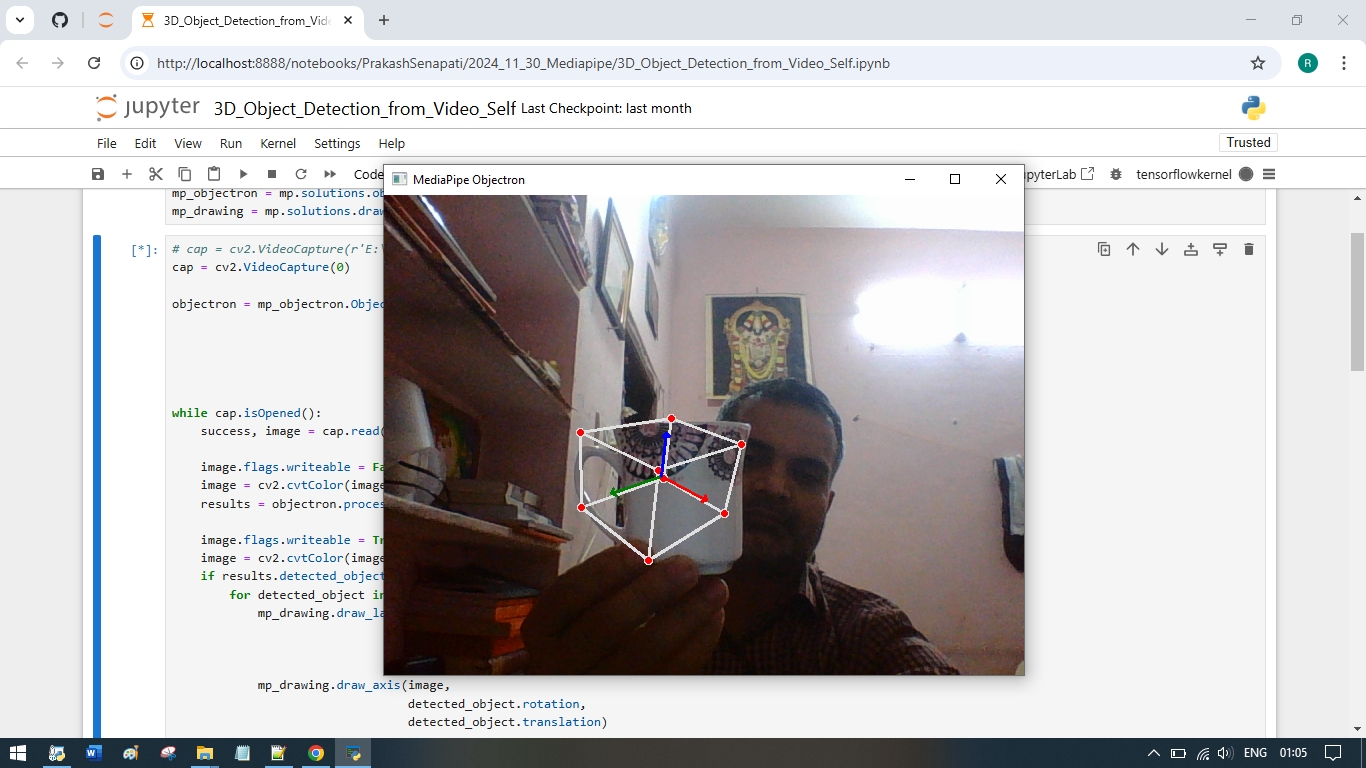 3D_Object_Detection_from_Vide
http://localhost:8888/notebooks/PrakashSenapati/2024_11_30_Mediapipe/3D_Object_Detection_from_Video_Self.ipynb
R
jupyter 3D_Object_Detection_from_Video_Self Last Checkpoint: last month
File Edit View Run Kernel Settings Help
Trusted
Code
upyterLab
tensorflowkernel
MediaPipe Objectron
mp_objectron = mp.solutions.ob
mp_drawing = mp.solutions.draw
[*]:
# cap = cv2.VideoCapture(r'E:\
cap = cv2.VideoCapture(0)
objectron = mp_objectron.Objec
while cap.isOpened():
success, image = cap.read(
image.flags.writeable = Fa
image = cv2.cvtColor(image
results = objectron.proces
image.flags.writeable = Tr
image = cv2.cvtColor(image
if results.detected_object
for detected_object in
mp_drawing.draw_la
mp_drawing.draw_axis(image,
detected_object.rotation,
detected_object.translation)
ENG 01:05